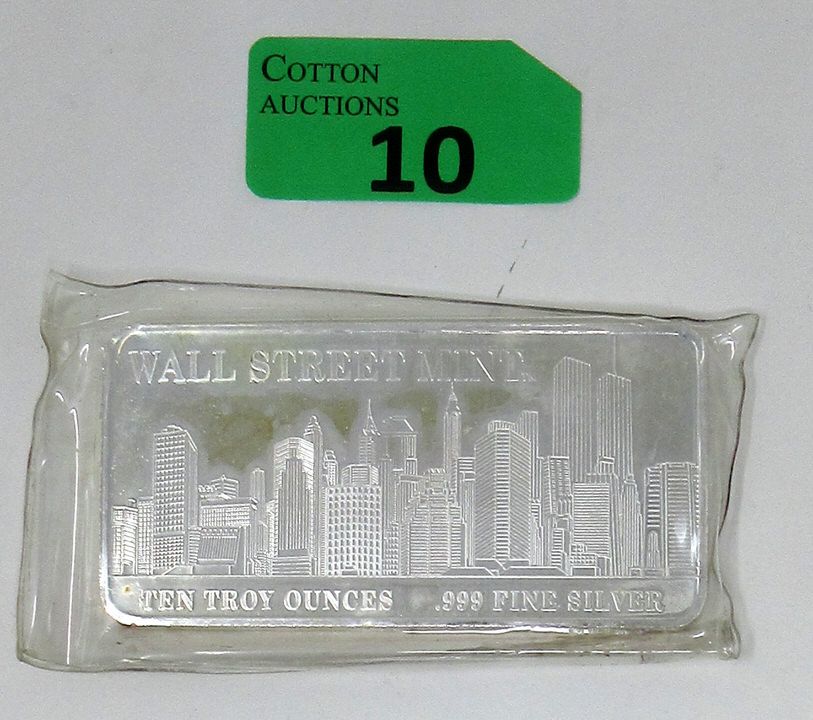 COTTON
AUCTIONS
10
WALL STREET MINT
TEN TROY OUNCES .999 FINE SILVER